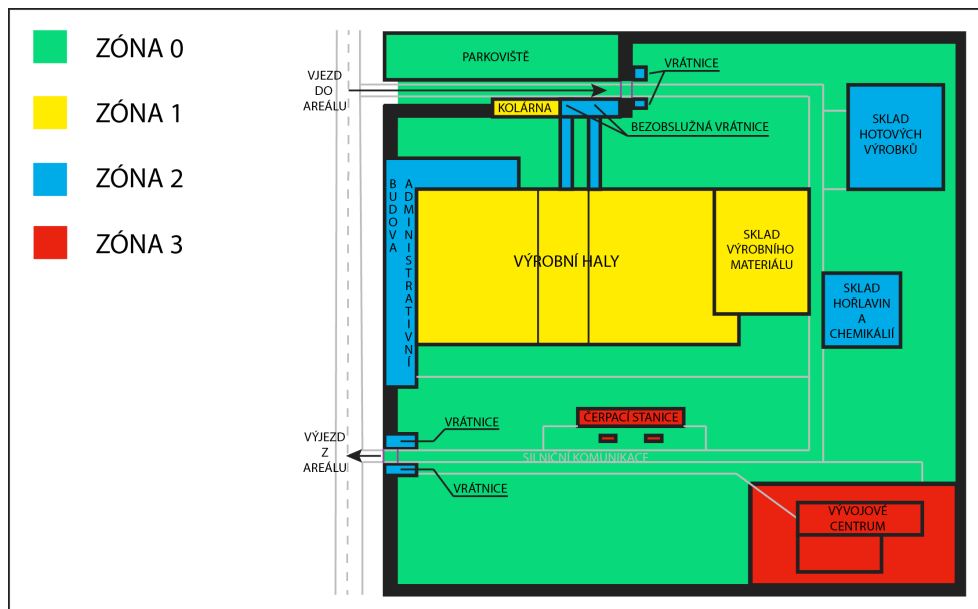 ZÓNA 0
ZÓNA 1
ZÓNA 2
ZÓNA 3
PARKOVIŠTĚ
VRÁTNICE
VJEZD
DO
AREÁLU
KOLÁRNA
BEZOBSLUŽNÁ VRÁTNICE
SKLAD
HOTOVÝCH
VÝROBKŮ
ADMINISTRATIVNÍ
BUDOVA
VÝROBNÍ HALY
SKLAD
VÝROBNÍHO
MATERIÁLU
SKLAD
HOŘLAVIN
A
CHEMIKÁLIÍ
ČERPACÍ STANICE
VRÁTNICE
VÝJEZD
Z
AREÁLU
SILNIČNÍ KOMUNIKACE
VRÁTNICE
VÝVOJOVÉ
CENTRUM